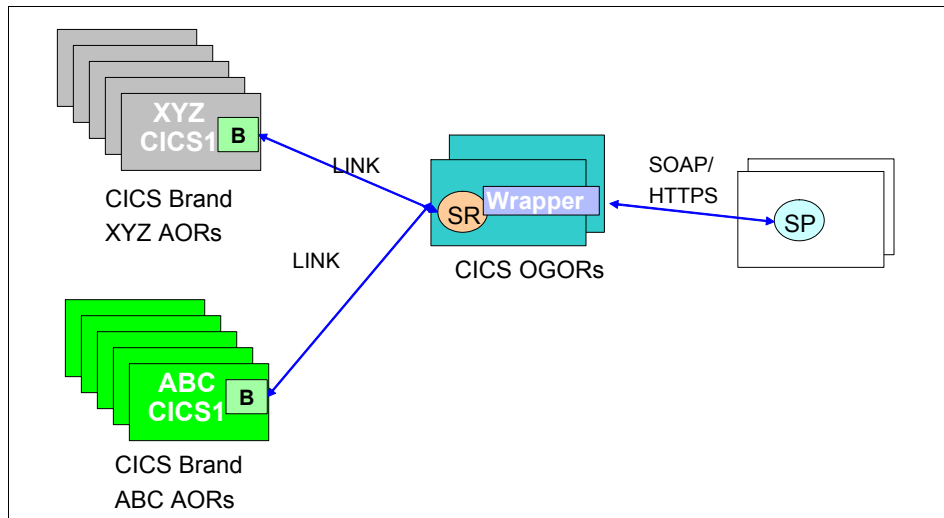 XYZ
CICS1
B
CICS Brand
XYZ AORs
LINK
LINK
SR
Wrapper
CICS OGORs
SOAP/
HTTPS
SP
ABC
CICS1
B
CICS Brand
ABC AORs